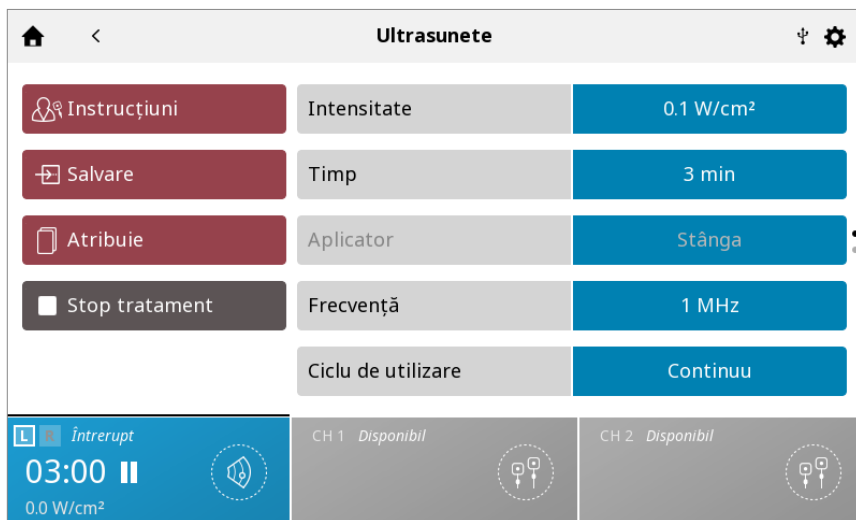 Ultrasunete
Instrucțiuni
Intensitate
0.1 W/cm²
Salvare
Timp
3 min
Atribuie
Aplicator
Stânga
Stop tratament
Frecvență
1 MHz
Ciclu de utilizare
Continuu
L R Întrerupt
03:00
0.0 W/cm²
CH 1 Disponibil
CH 2 Disponibil